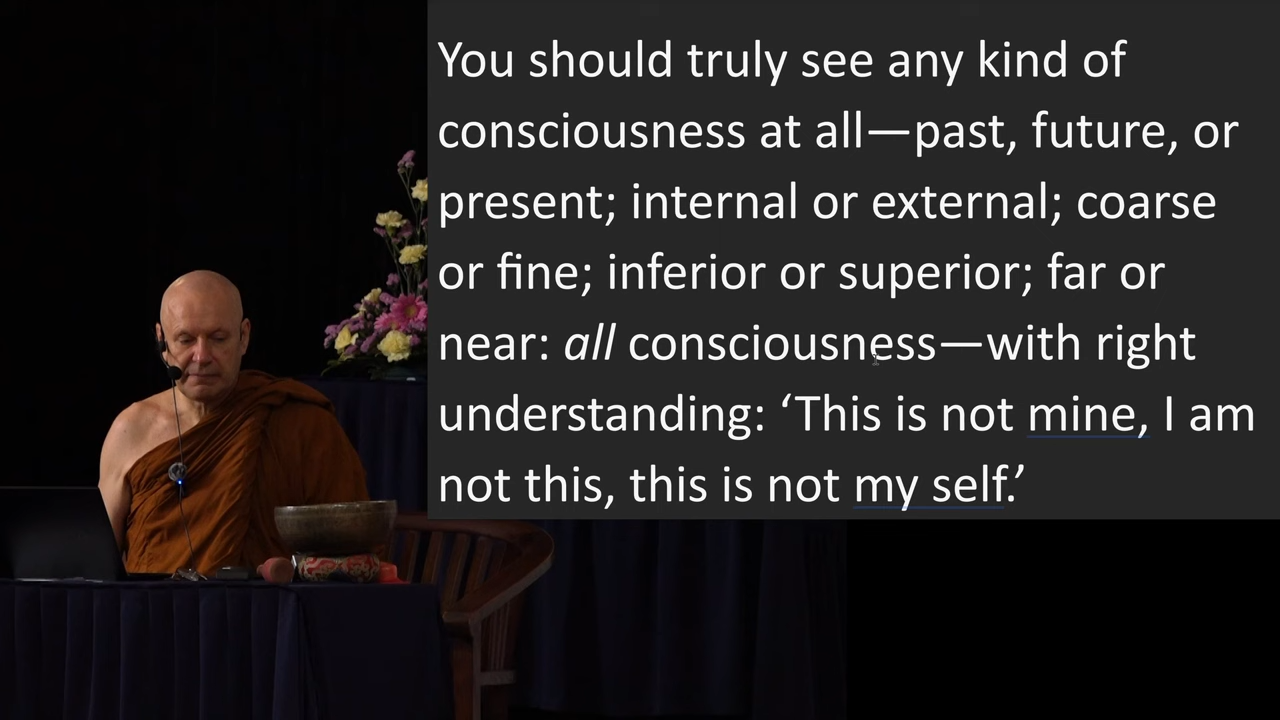 You should truly see any kind of
consciousness at all—past, future, or
present; internal or external; coarse
or fine; inferior or superior; far or
near: all consciousness—with right
understanding: ‘This is not mine, I am
not this, this is not my self.’